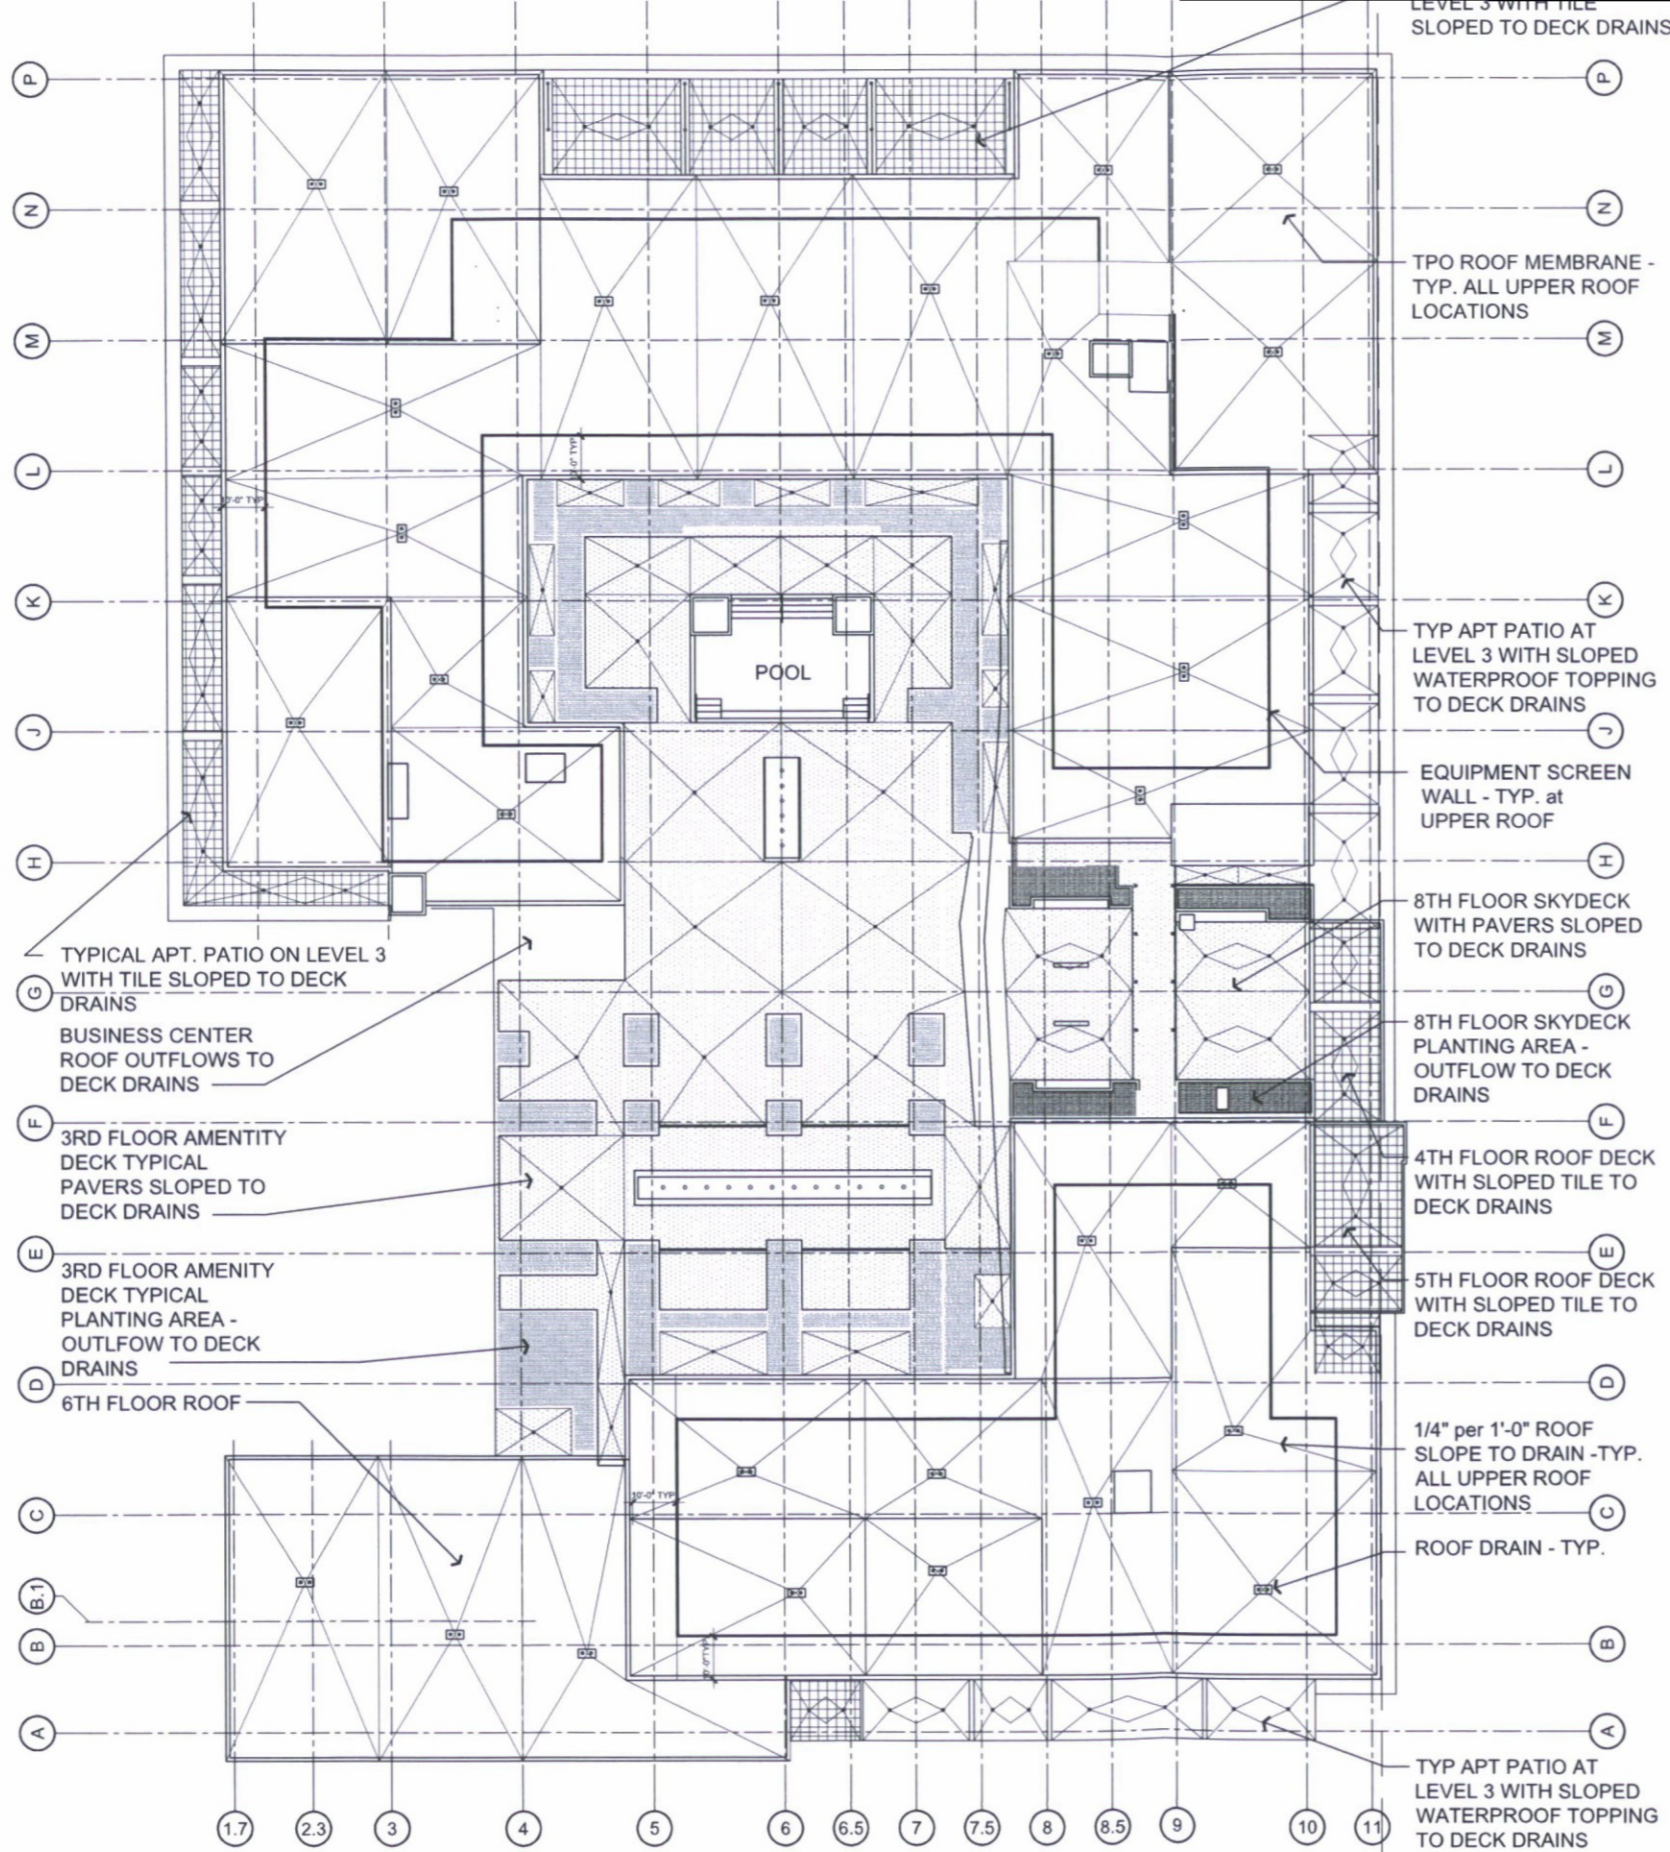 LEVEL 3 WITH TILE
SLOPED TO DECK DRAINS
P
P
N
N
TPO ROOF MEMBRANE -
TYP. ALL UPPER ROOF
LOCATIONS
M
M
10'-0" TYP
L
L
10'-0" TYP
K
K
TYP APT PATIO AT
LEVEL 3 WITH SLOPED
WATERPROOF TOPPING
TO DECK DRAINS
POOL
J
J
EQUIPMENT SCREEN
WALL - TYP. at
UPPER ROOF
H
H
8TH FLOOR SKYDECK
WITH PAVERS SLOPED
TO DECK DRAINS
TYPICAL APT. PATIO ON LEVEL 3
WITH TILE SLOPED TO DECK
DRAINS
G
G
BUSINESS CENTER
ROOF OUTFLOWS TO
DECK DRAINS
8TH FLOOR SKYDECK
PLANTING AREA -
OUTFLOW TO DECK
DRAINS
F
F
3RD FLOOR AMENTITY
DECK TYPICAL
PAVERS SLOPED TO
DECK DRAINS
4TH FLOOR ROOF DECK
WITH SLOPED TILE TO
DECK DRAINS
E
E
3RD FLOOR AMENITY
DECK TYPICAL
PLANTING AREA -
OUTLFOW TO DECK
DRAINS
5TH FLOOR ROOF DECK
WITH SLOPED TILE TO
DECK DRAINS
D
D
6TH FLOOR ROOF
1/4" per 1'-0" ROOF
SLOPE TO DRAIN -TYP.
ALL UPPER ROOF
LOCATIONS
10'-0" TYP
C
C
ROOF DRAIN - TYP.
B.1
B
B
10'-0" TYP
A
A
TYP APT PATIO AT
LEVEL 3 WITH SLOPED
WATERPROOF TOPPING
TO DECK DRAINS
1.7 2.3 3 4 5 6 6.5 7 7.5 8 8.5 9 10 11